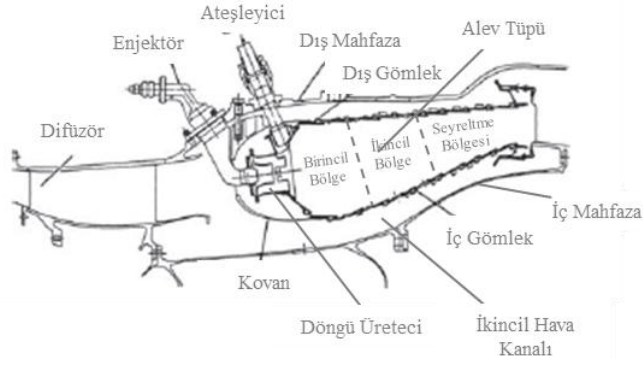 Ateşleyici
Enjektör
Dış Mahfaza
Alev Tüpü
Dış Gömlek
Difüzör
Birincil
Bölge
İkincil
Bölge
Seyreltme
Bölgesi
İç Mahfaza
İç Gömlek
Kovan
Döngü Üreteci
İkincil Hava
Kanalı